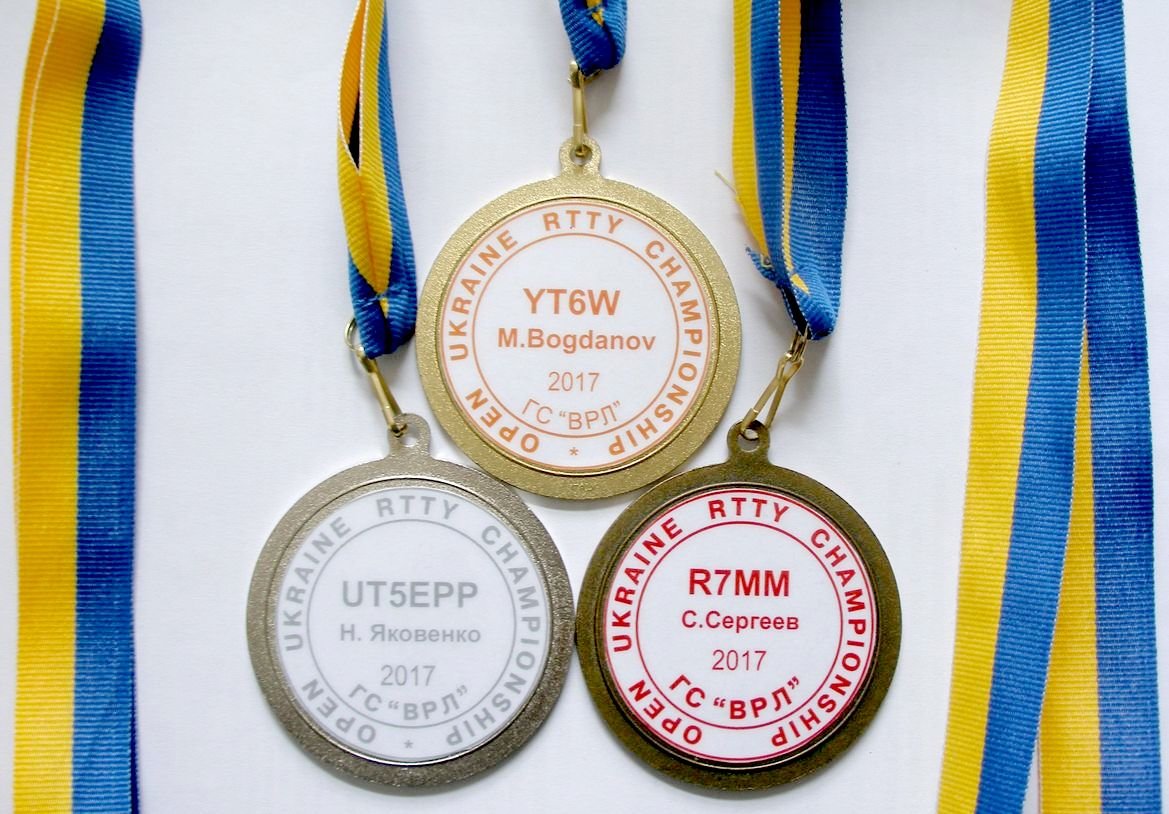 OPEN UKRAINE RTTY CHAMPIONSHIP *
YT6W
M.Bogdanov
2017
ГС “ВРЛ”
OPEN UKRAINE RTTY CHAMPIONSHIP *
UT5EPP
Н. Яковенко
2017
ГС “ВРЛ”
OPEN UKRAINE RTTY CHAMPIONSHIP
R7MM
С.Сергеев
2017
ГС “ВРЛ”